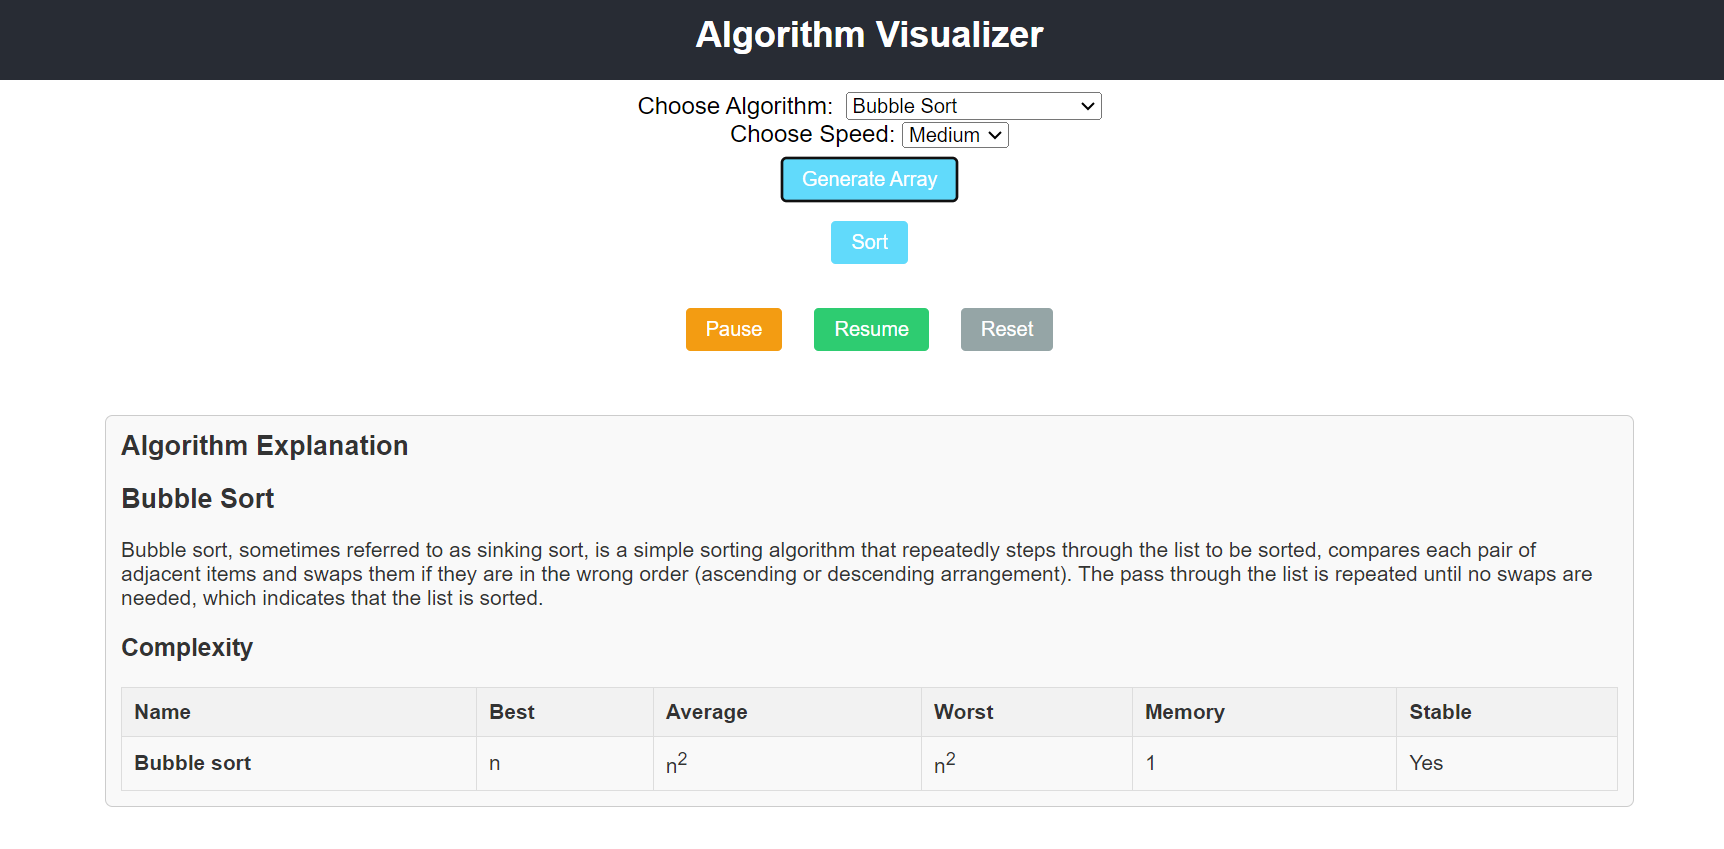 Algorithm Visualizer
Choose Algorithm: Bubble Sort
Choose Speed: Medium
Generate Array
Sort
Pause Resume Reset
Algorithm Explanation
Bubble Sort
Bubble sort, sometimes referred to as sinking sort, is a simple sorting algorithm that repeatedly steps through the list to be sorted, compares each pair of
adjacent items and swaps them if they are in the wrong order (ascending or descending arrangement). The pass through the list is repeated until no swaps are
needed, which indicates that the list is sorted.
Complexity
Name Best Average Worst Memory Stable
Bubble sort n n² n² 1 Yes